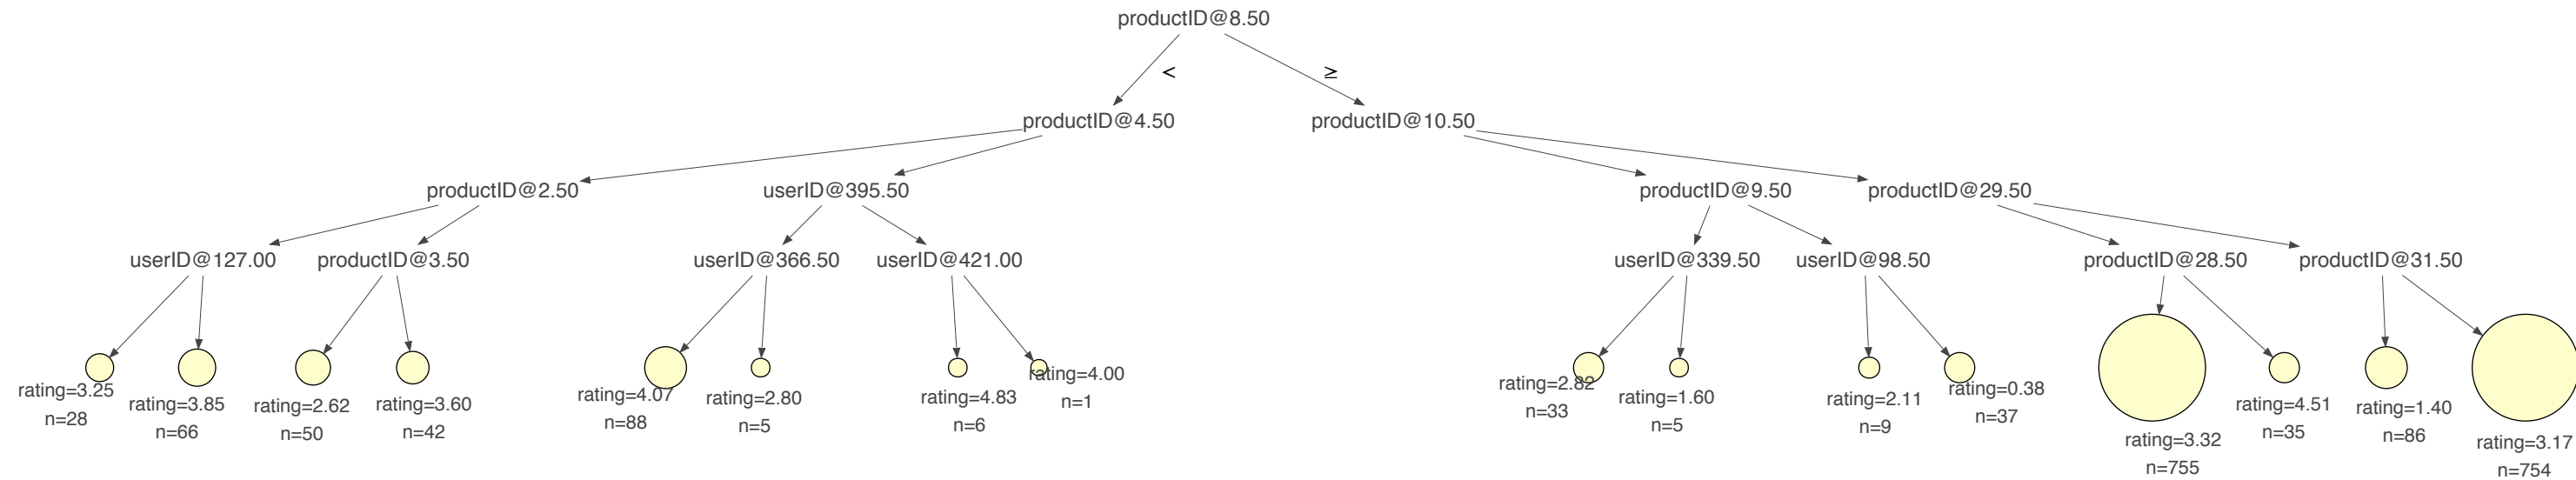 productID@8.50
<
≥
productID@4.50
productID@10.50
productID@2.50
userID@395.50
productID@9.50
productID@29.50
userID@127.00
productID@3.50
userID@366.50
userID@421.00
userID@339.50
userID@98.50
productID@28.50
productID@31.50
rating=3.25
n=28
rating=3.85
n=66
rating=2.62
n=50
rating=3.60
n=42
rating=4.07
n=88
rating=2.80
n=5
rating=4.83
n=6
rating=4.00
n=1
rating=2.82
n=33
rating=1.60
n=5
rating=2.11
n=9
rating=0.38
n=37
rating=3.32
n=755
rating=4.51
n=35
rating=1.40
n=86
rating=3.17
n=754